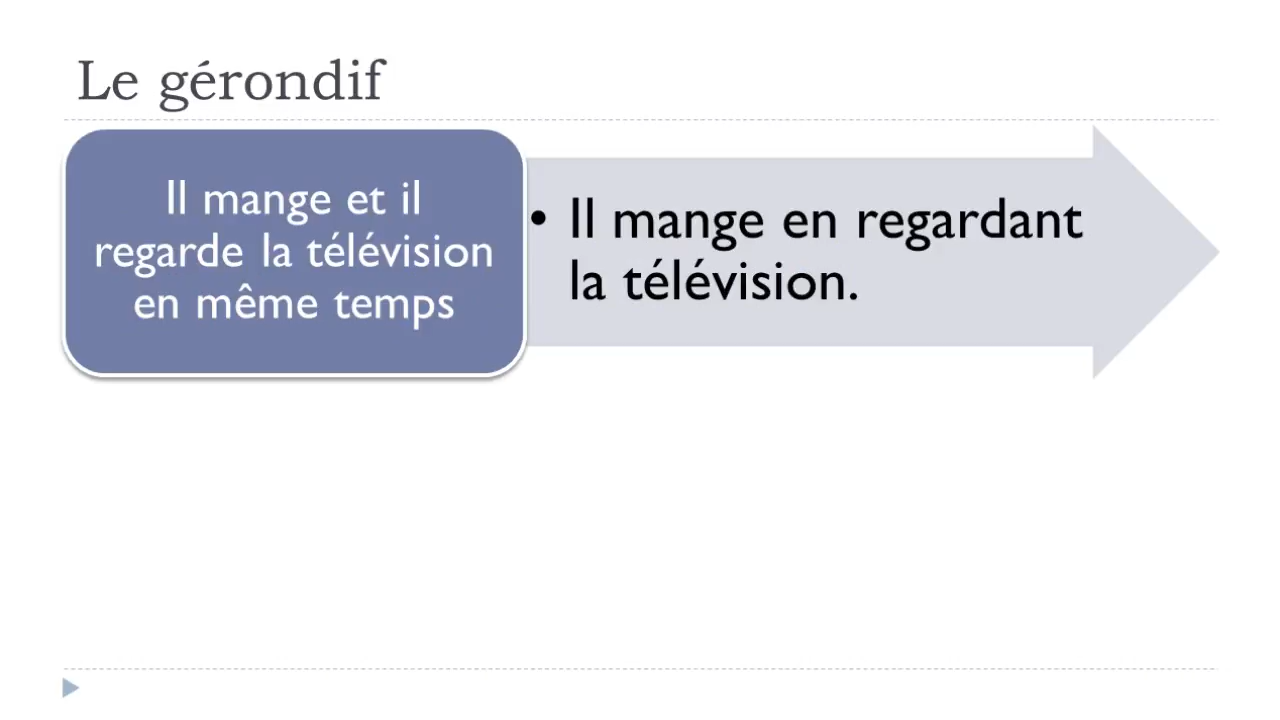 Le gérondif
Il mange et il
regarde la télévision
en même temps
• Il mange en regardant
la télévision.